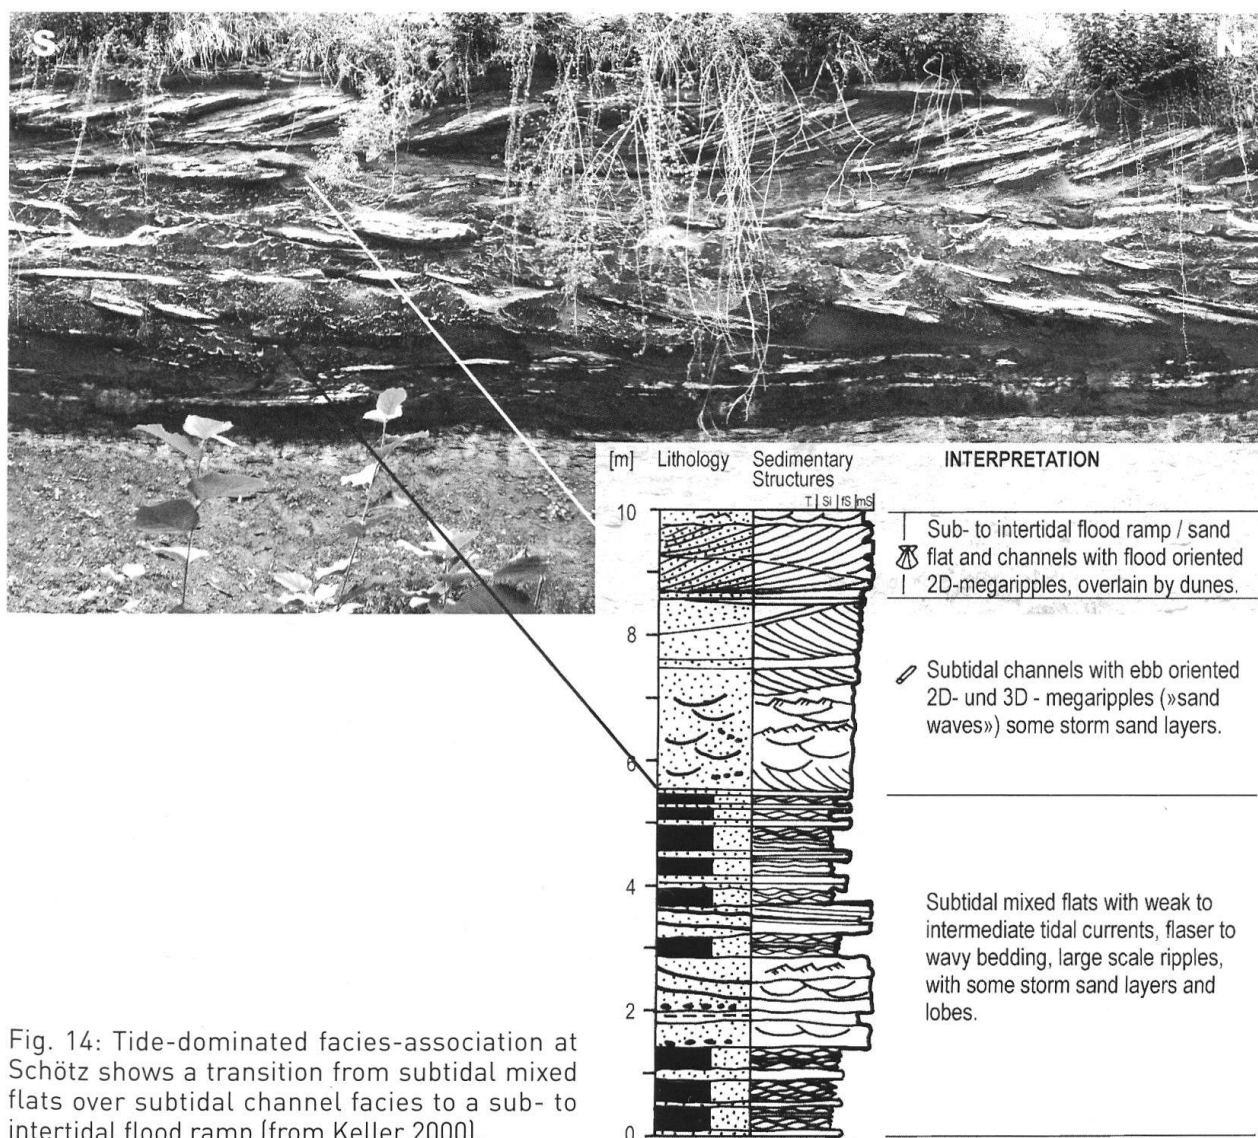 S
N
[m] Lithology Sedimentary Structures INTERPRETATION
T | Si | fS | mS
10
8
6
4
2
0
Sub- to intertidal flood ramp / sand
flat and channels with flood oriented
2D-megaripples, overlain by dunes.
Subtidal channels with ebb oriented
2D- und 3D - megaripples (»sand
waves») some storm sand layers.
Subtidal mixed flats with weak to
intermediate tidal currents, flaser to
wavy bedding, large scale ripples,
with some storm sand layers and
lobes.
Fig. 14: Tide-dominated facies-association at
Schötz shows a transition from subtidal mixed
flats over subtidal channel facies to a sub- to
intertidal flood ramp (from Keller 2000).